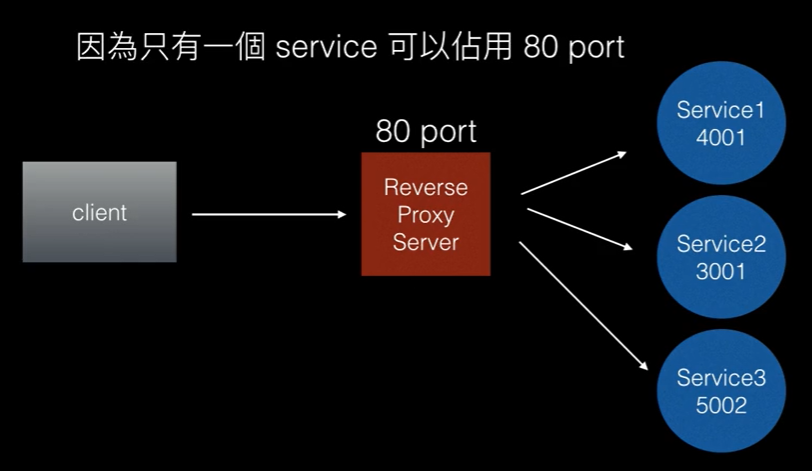 因為只有一個 service 可以佔用 80 port
80 port
client
Reverse
Proxy
Server
Service1
4001
Service2
3001
Service3
5002